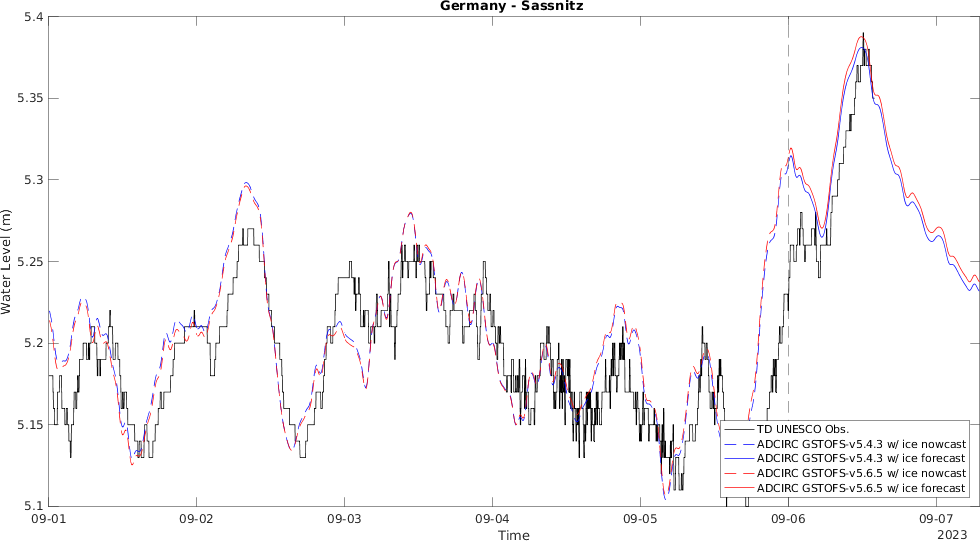 Germany - Sassnitz
5.4
5.35
5.3
5.25
5.2
5.15
5.1
Water Level (m)
TD UNESCO Obs.
ADCIRC GSTOFS-v5.4.3 w/ ice nowcast
ADCIRC GSTOFS-v5.4.3 w/ ice forecast
ADCIRC GSTOFS-v5.6.5 w/ ice nowcast
ADCIRC GSTOFS-v5.6.5 w/ ice forecast
09-01 09-02 09-03 09-04 09-05 09-06 09-07
Time
2023